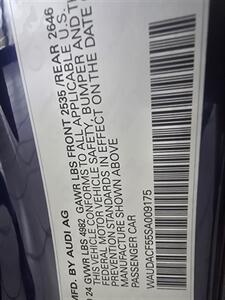 MFD. BY AUDI AG
24 GVWR LBS 4982 GAWR LBS FRONT 2535 /REAR 2646
THIS VEHICLE CONFORMS TO ALL APPLICABLE U.S.
FEDERAL MOTOR VEHICLE SAFETY, BUMPER AND
PREVENTION STANDARDS IN EFFECT ON THE DATE
MANUFACTURE SHOWN ABOVE
PASSENGER CAR
WAUDACF55SA009175